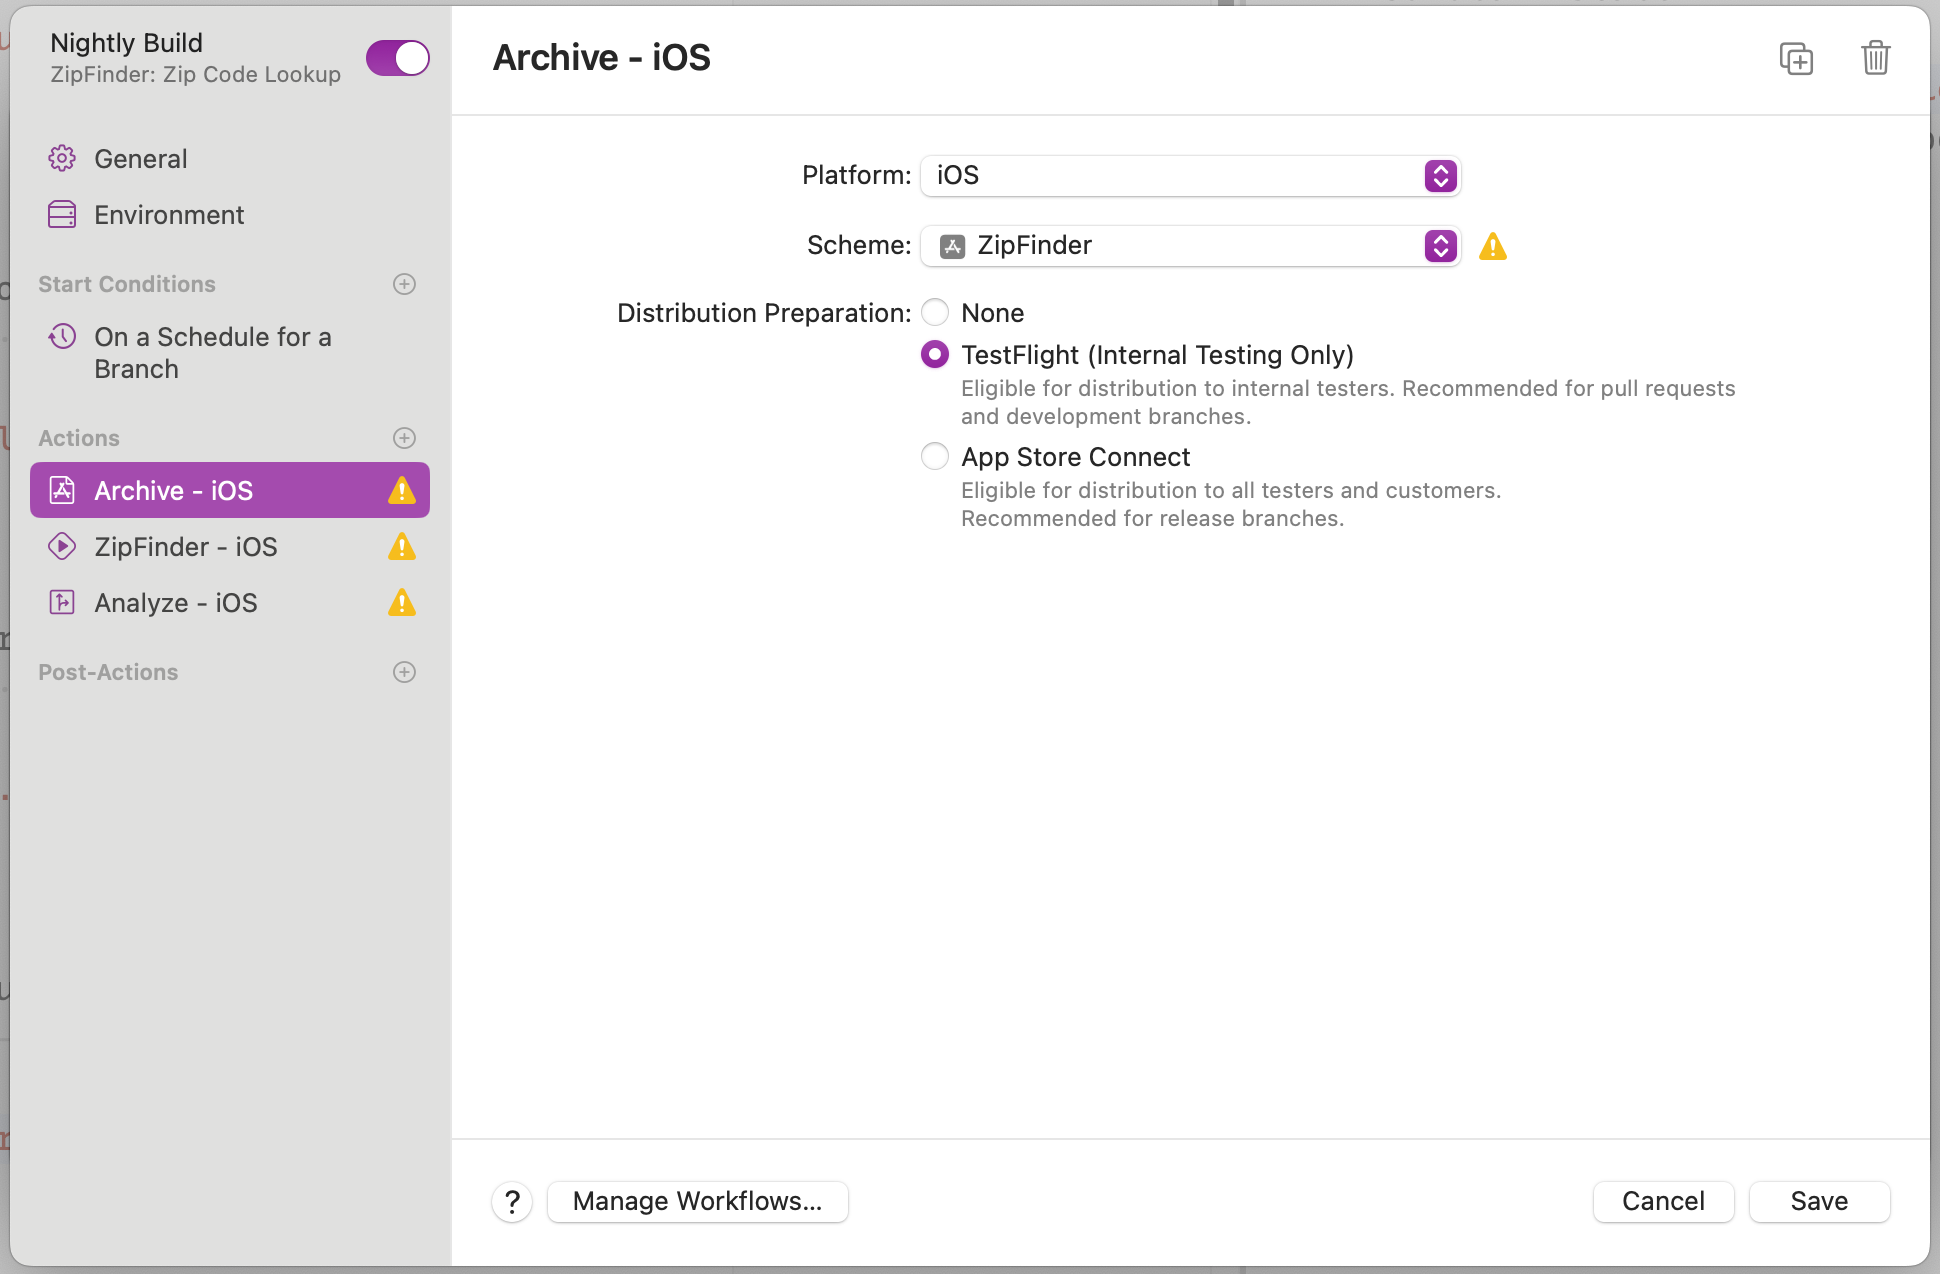 Nightly Build
ZipFinder: Zip Code Lookup
General
Environment
Start Conditions
On a Schedule for a
Branch
Actions
Archive - iOS
ZipFinder - iOS
Analyze - iOS
Post-Actions
Archive - iOS
Platform: iOS
Scheme: ZipFinder
Distribution Preparation: None
TestFlight (Internal Testing Only)
Eligible for distribution to internal testers. Recommended for pull requests
and development branches.
App Store Connect
Eligible for distribution to all testers and customers.
Recommended for release branches.
? Manage Workflows... Cancel Save